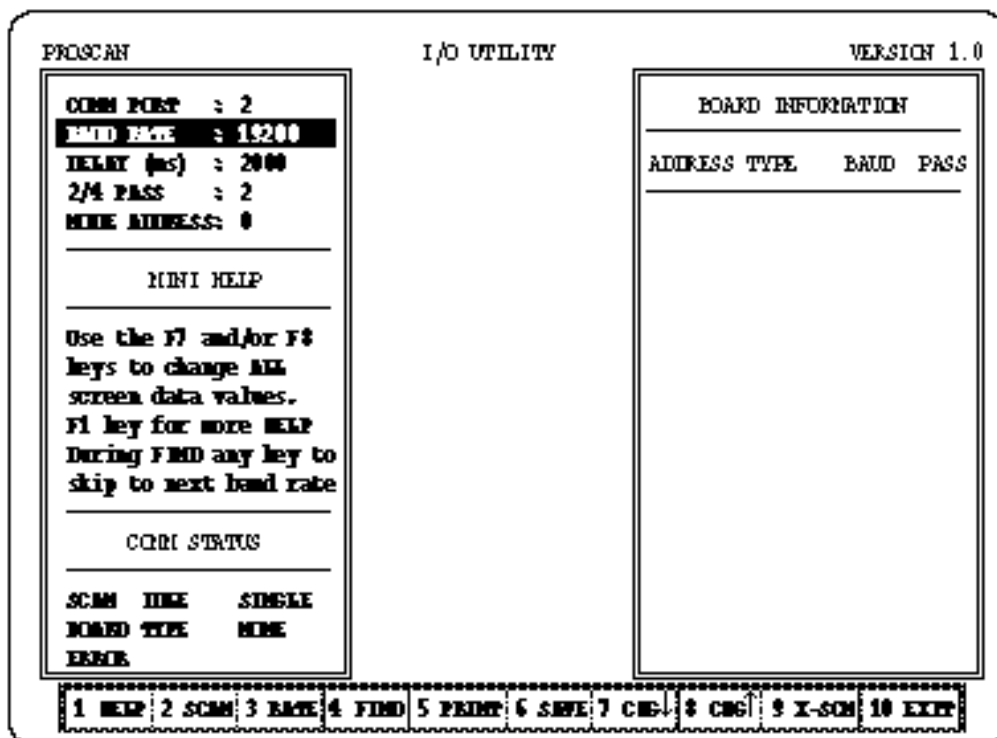 PROSCAN I/O UTILITY VERSION 1.0
COMM PORT : 2
BAUD RATE : 19200
DELAY (ms) : 2000
2/4 PASS : 2
MODE ADDRESS: 0
MINI HELP
Use the F7 and/or F8
keys to change ALL
screen data values.
F1 key for more HELP
During FIND any key to
skip to next baud rate
COMM STATUS
SCAN IDLE SINGLE
BOARD TYPE NONE
ERROR
BOARD INFORMATION
ADDRESS TYPE BAUD PASS
1 HELP 2 SCAN 3 RATE 4 FIND 5 PRINT 6 SAVE 7 CHG↓ 8 CHG↑ 9 X-SCN 10 EXIT